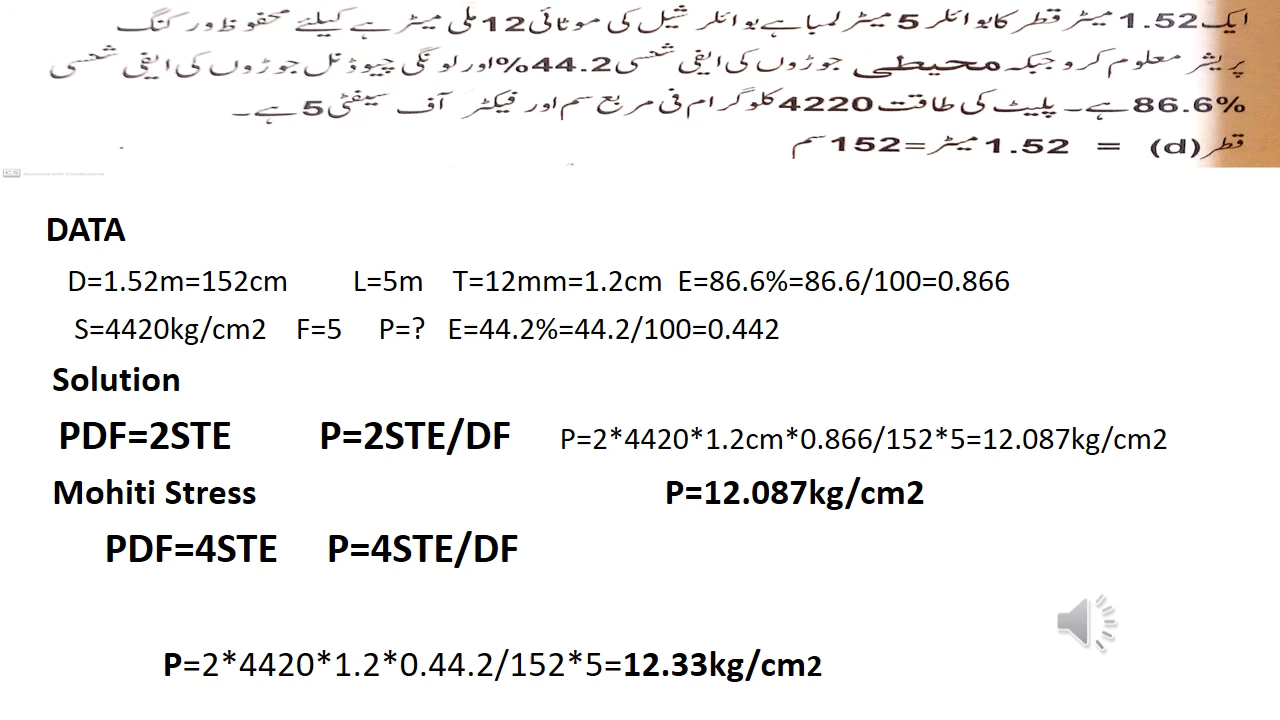 ایک 1.52 میٹر قطر کا بوائلر 5 میٹر لمبا ہے بوائلر شیل کی موٹائی 12 ملی میٹر ہے کیلئے محفوظ ورکنگ
پریشر معلوم کرو جبکہ محیطی جوڑوں کی ایفی شنسی 44.2% اور لونگی چیوڈنل جوڑوں کی ایفی شنسی
86.6% ہے۔ پلیٹ کی طاقت 4220 کلوگرام فی مربع سم اور فیکٹر آف سیفٹی 5 ہے۔
قطر (d) = 1.52 میٹر = 152 سم
CS Scanned with CamScanner
DATA
D=1.52m=152cm L=5m T=12mm=1.2cm E=86.6%=86.6/100=0.866
S=4420kg/cm2 F=5 P=? E=44.2%=44.2/100=0.442
Solution
PDF=2STE P=2STE/DF P=2*4420*1.2cm*0.866/152*5=12.087kg/cm2
Mohiti Stress P=12.087kg/cm2
PDF=4STE P=4STE/DF
P=2*4420*1.2*0.44.2/152*5=12.33kg/cm2